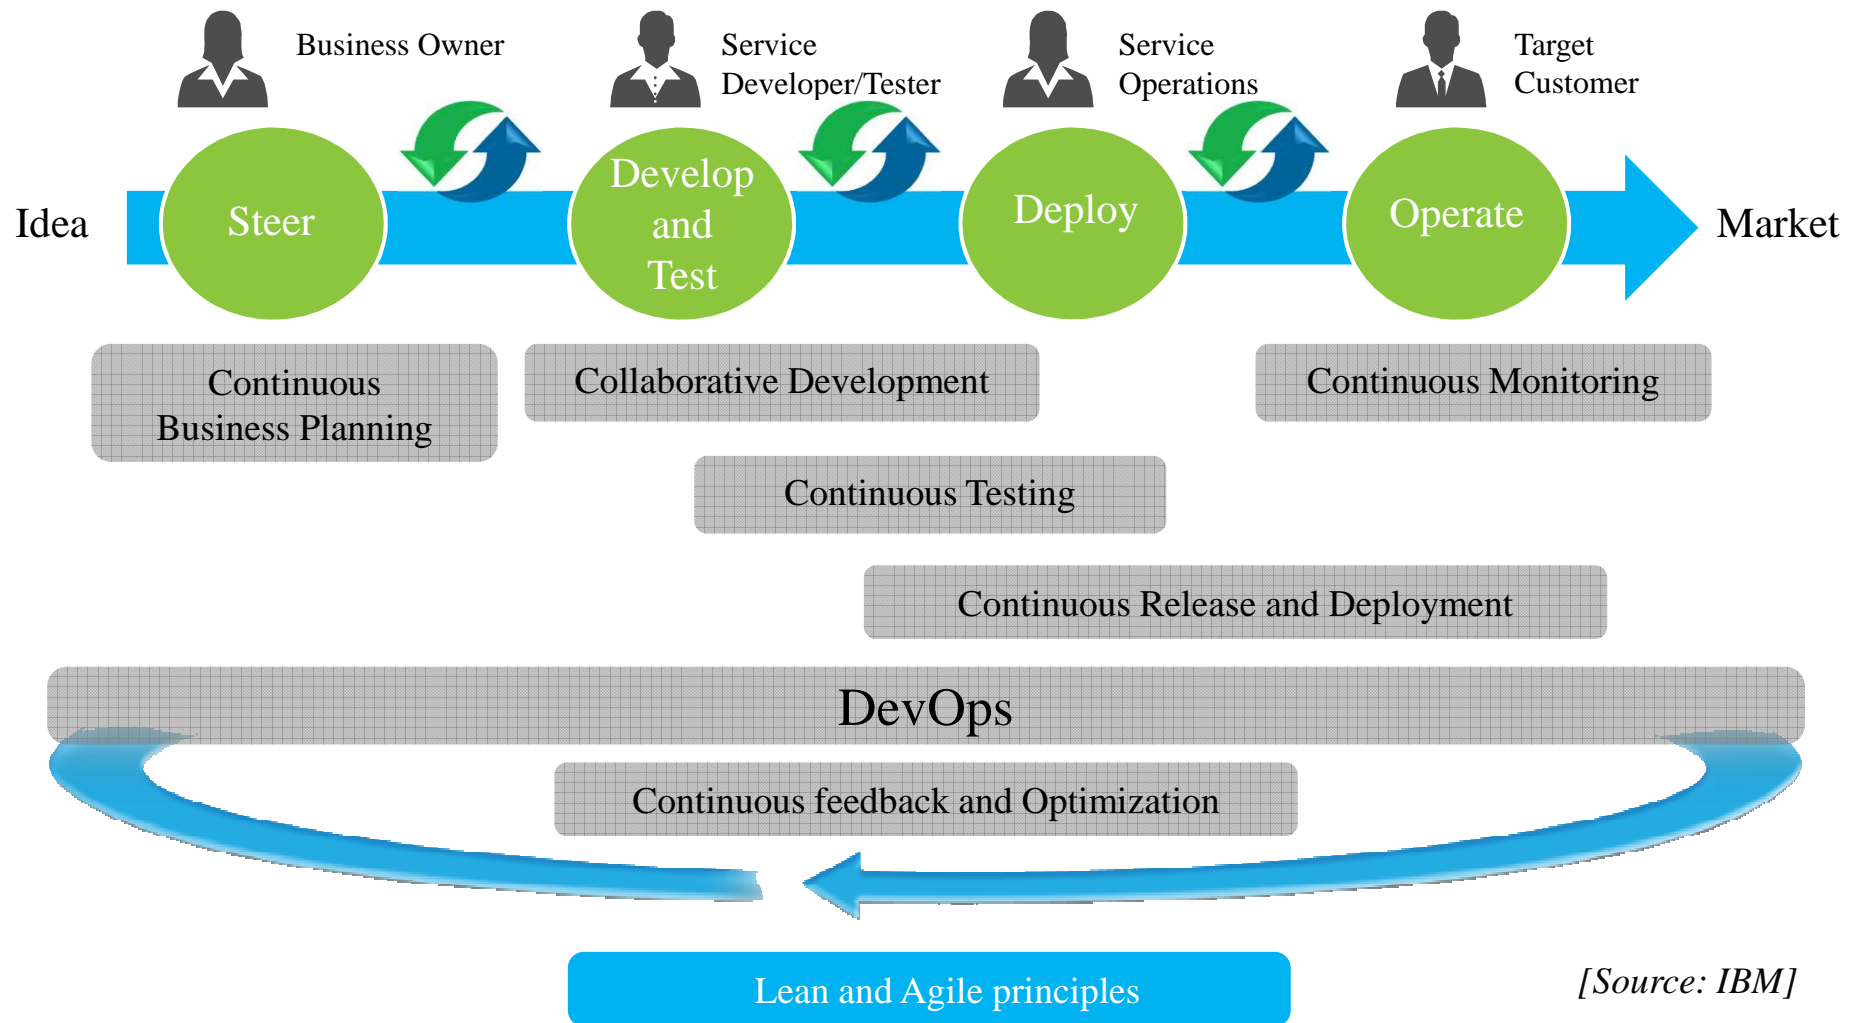 Business Owner
Service
Developer/Tester
Service
Operations
Target
Customer
Idea
Steer
Develop
and
Test
Deploy
Operate
Market
Continuous
Business Planning
Collaborative Development
Continuous Monitoring
Continuous Testing
Continuous Release and Deployment
DevOps
Continuous feedback and Optimization
Lean and Agile principles
[Source: IBM]